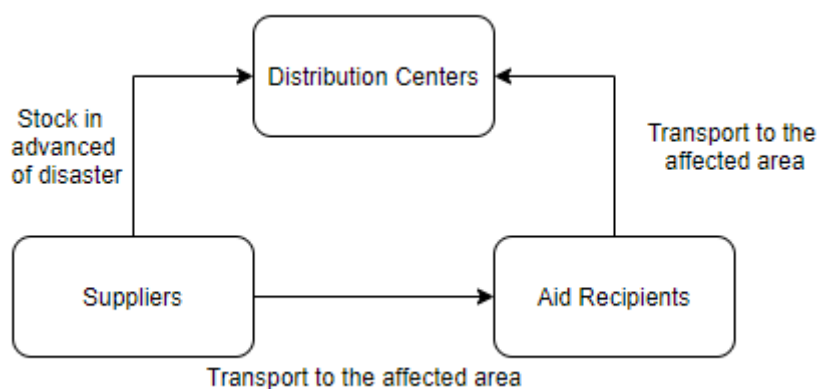 Distribution Centers
Stock in
advanced
of disaster
Transport to the
affected area
Suppliers
Aid Recipients
Transport to the affected area